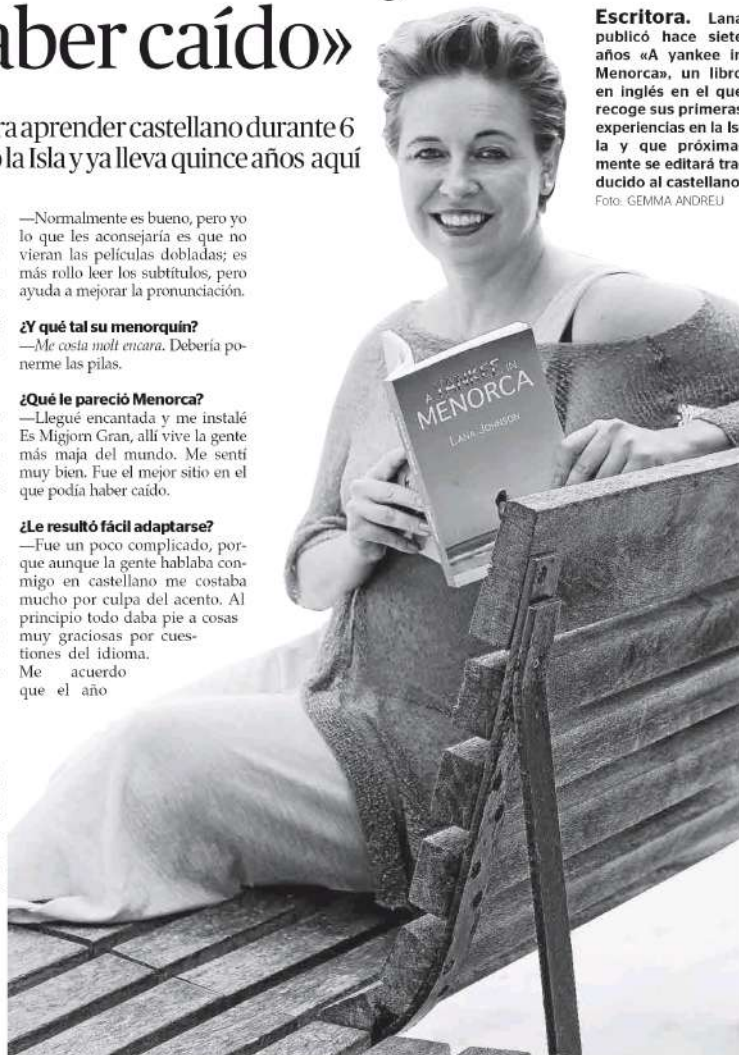 aber caído»
ra aprender castellano durante 6
o la Isla y ya lleva quince años aquí
—Normalmente es bueno, pero yo
lo que les aconsejaría es que no
vieran las películas dobladas; es
más rollo leer los subtítulos, pero
ayuda a mejorar la pronunciación.
¿Y qué tal su menorquín?
—Me costa molt encara. Debería po-
nerme las pilas.
¿Qué le pareció Menorca?
—Llegué encantada y me instalé
Es Migjorn Gran, allí vive la gente
más maja del mundo. Me sentí
muy bien. Fue el mejor sitio en el
que podía haber caído.
¿Le resultó fácil adaptarse?
—Fue un poco complicado, por-
que aunque la gente hablaba con-
migo en castellano me costaba
mucho por culpa del acento. Al
principio todo daba pie a cosas
muy graciosas por cues-
tiones del idioma.
Me acuerdo
que el año
Escritora. Lana
publicó hace siete
años «A yankee in
Menorca», un libro
en inglés en el que
recoge sus primeras
experiencias en la Is
la y que próxima
mente se editará tra
ducido al castellano
Foto: GEMMA ANDREU
A YANKEE IN
MENORCA
LANA JOHNSON